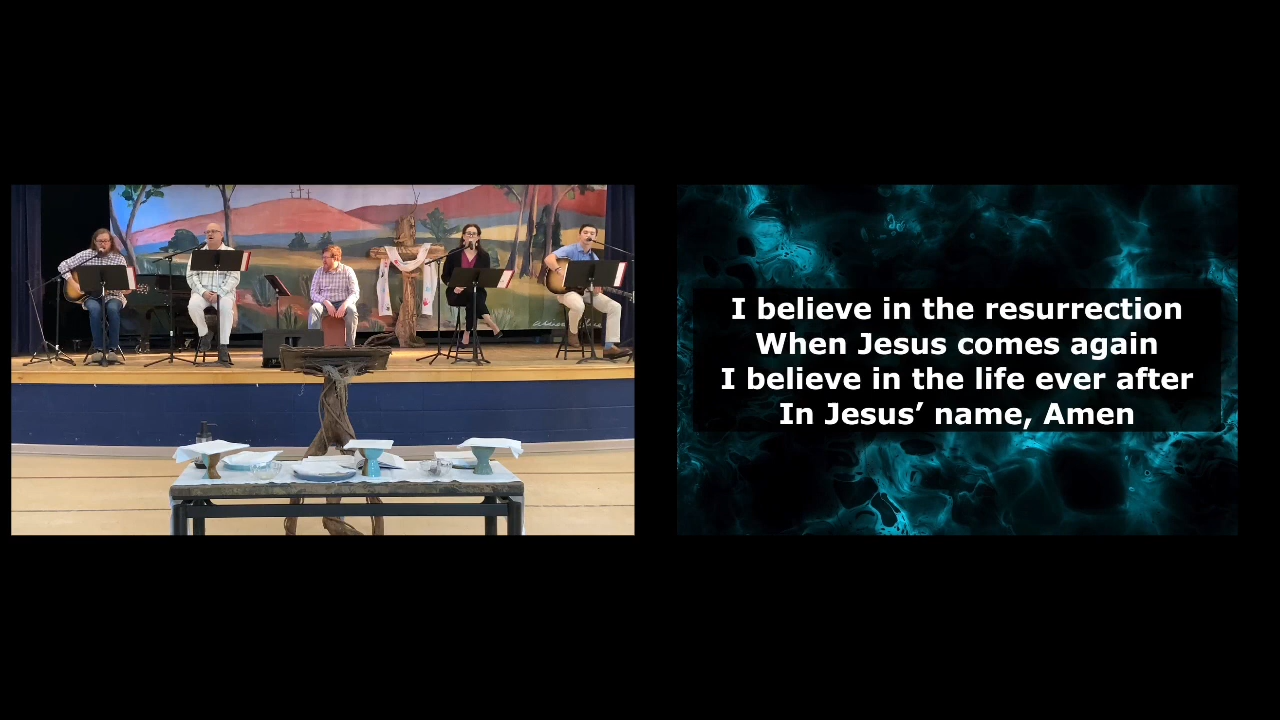 I believe in the resurrection
When Jesus comes again
I believe in the life ever after
In Jesus’ name, Amen